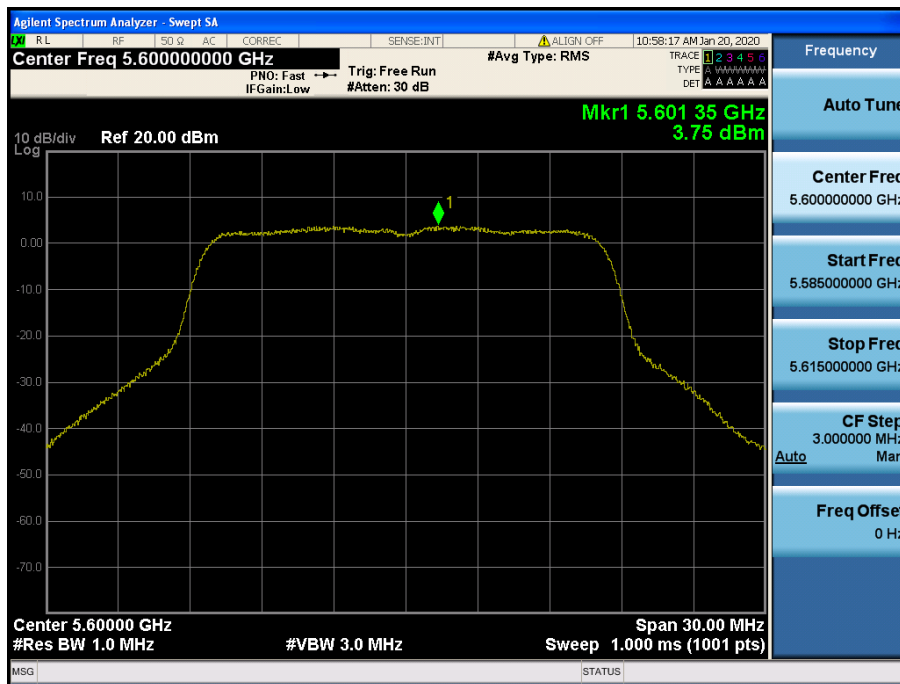 Agilent Spectrum Analyzer - Swept SA
LXI RL RF 50 Ω AC CORREC SENSE:INT ALIGN OFF 10:58:17 AM Jan 20, 2020
Center Freq 5.600000000 GHz
#Avg Type: RMS
TRACE 1 2 3 4 5 6
PNO: Fast
IFGain:Low
Trig: Free Run
#Atten: 30 dB
TYPE A WWWWW
DET A A A A A A
Mkr1 5.601 35 GHz
3.75 dBm
10 dB/div Ref 20.00 dBm
Log
1
10.0
0.00
-10.0
-20.0
-30.0
-40.0
-50.0
-60.0
-70.0
Center 5.60000 GHz Span 30.00 MHz
#Res BW 1.0 MHz #VBW 3.0 MHz Sweep 1.000 ms (1001 pts)
MSG STATUS
Frequency
Auto Tune
Center Freq
5.600000000 GHz
Start Freq
5.585000000 GHz
Stop Freq
5.615000000 GHz
CF Step
3.000000 MHz
Auto Man
Freq Offset
0 Hz